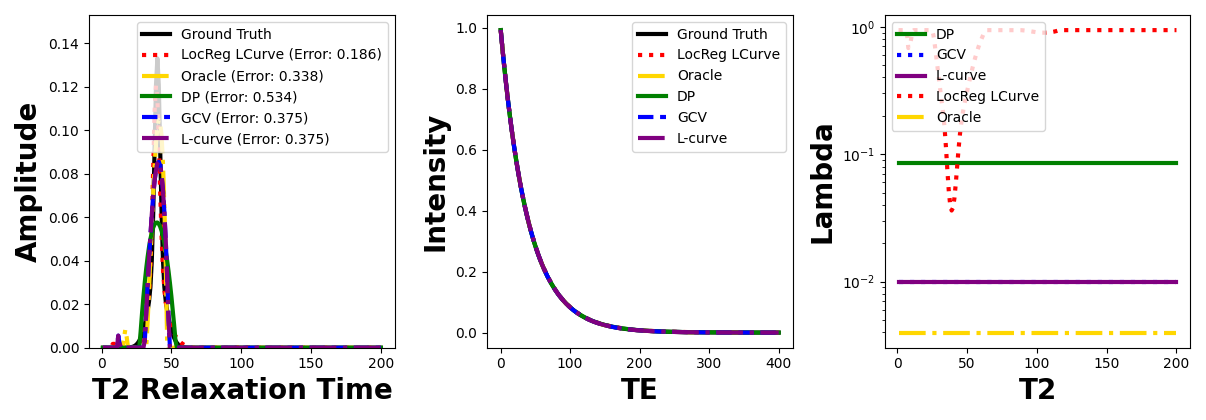 Amplitude
0.14
0.12
0.10
0.08
0.06
0.04
0.02
0.00
Ground Truth
LocReg LCurve (Error: 0.186)
Oracle (Error: 0.338)
DP (Error: 0.534)
GCV (Error: 0.375)
L-curve (Error: 0.375)
0 50 100 150 200
T2 Relaxation Time
Intensity
1.0
0.8
0.6
0.4
0.2
0.0
Ground Truth
LocReg LCurve
Oracle
DP
GCV
L-curve
0 100 200 300 400
TE
Lambda
10⁰
10⁻¹
10⁻²
DP
GCV
L-curve
LocReg LCurve
Oracle
0 50 100 150 200
T2